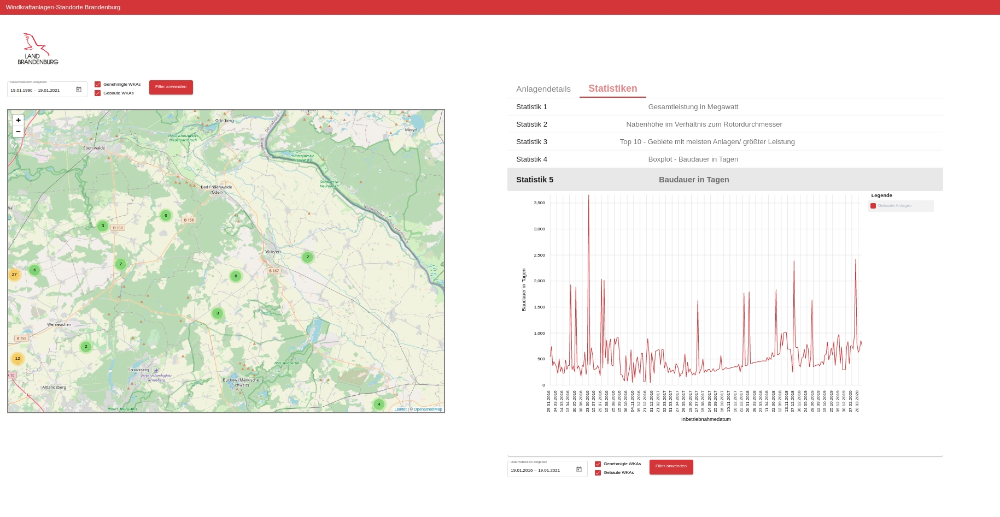 Windkraftanlagen-Standorte Brandenburg
LAND
BRANDENBURG
Datumsbereich eingeben
19.01.1990 – 19.01.2021
Genehmigte WKAs
Gebaute WKAs
Filter anwenden
+
−
Oderberg
Moryń
Naturschutzgebiet
Niederoderbruch
Eberswalde
Kostrzyneckie
Rozlewisko
Bad Freienwalde
(Oder)
6
3
B 168
B 158
Wriezen
2
2
6
27
B 167
6
3
Werneuchen
B 158
2
12
NSG Stobbertal
Strausberg
Verkehrslandeplatz
Strausberg
A 10
Buckow (Märkische
Schweiz)
Altlandsberg
4
Naturschutzgebiet
Leaflet | © OpenStreetMap
Anlagendetails
Statistiken
Statistik 1 Gesamtleistung in Megawatt
Statistik 2 Nabenhöhe im Verhältnis zum Rotordurchmesser
Statistik 3 Top 10 - Gebiete mit meisten Anlagen/ größter Leistung
Statistik 4 Boxplot - Baudauer in Tagen
Statistik 5 Baudauer in Tagen
Legende
Gebaute Anlagen
3,500
3,000
2,500
2,000
1,500
1,000
500
0
Baudauer in Tagen
29.01.2016
04.03.2016
14.03.2016
13.04.2016
30.05.2016
08.06.2016
23.06.2016
15.07.2016
29.07.2016
15.08.2016
25.08.2016
15.09.2016
06.10.2016
04.11.2016
09.12.2016
21.12.2016
31.12.2016
21.02.2017
02.03.2017
31.03.2017
27.04.2017
29.05.2017
19.06.2017
17.07.2017
15.08.2017
14.09.2017
25.09.2017
16.10.2017
15.11.2017
10.12.2017
22.12.2017
26.01.2018
08.03.2018
22.03.2018
11.04.2018
22.06.2018
12.09.2018
13.11.2018
07.12.2018
30.12.2018
24.05.2019
28.06.2019
12.09.2019
15.10.2019
25.10.2019
09.12.2019
30.12.2019
07.02.2020
20.03.2020
Inbetriebnahmedatum
Datumsbereich eingeben
19.01.2016 – 19.01.2021
Genehmigte WKAs
Gebaute WKAs
Filter anwenden